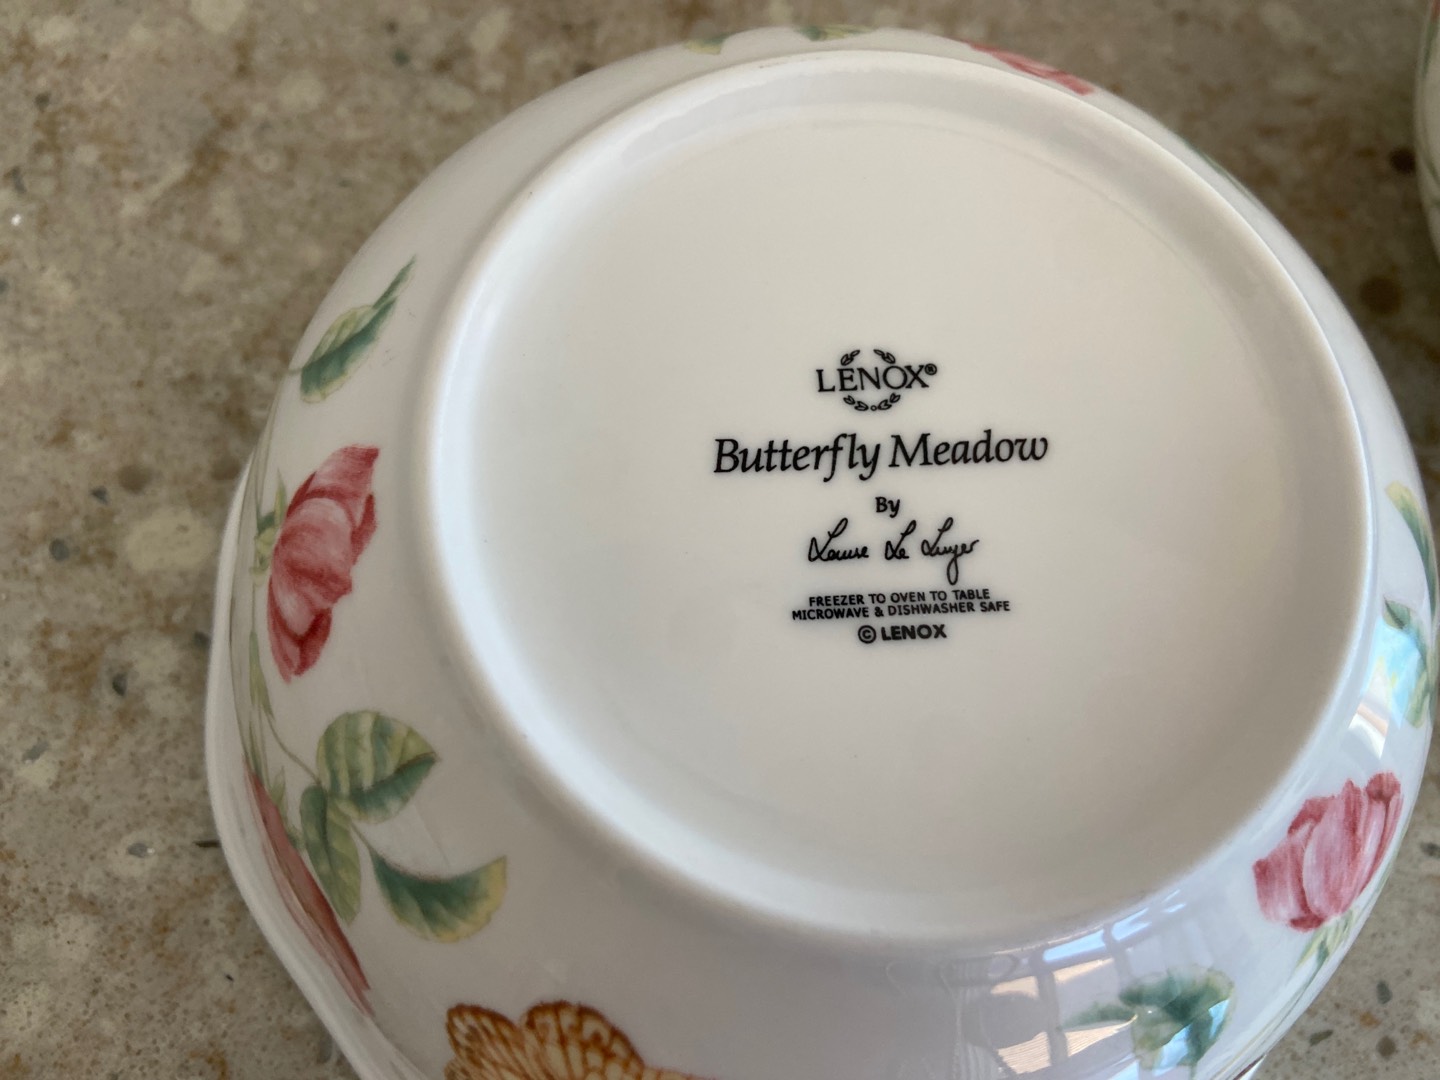 LENOX®
Butterfly Meadow
By
Louise Le Luyer
FREEZER TO OVEN TO TABLE
MICROWAVE & DISHWASHER SAFE
© LENOX